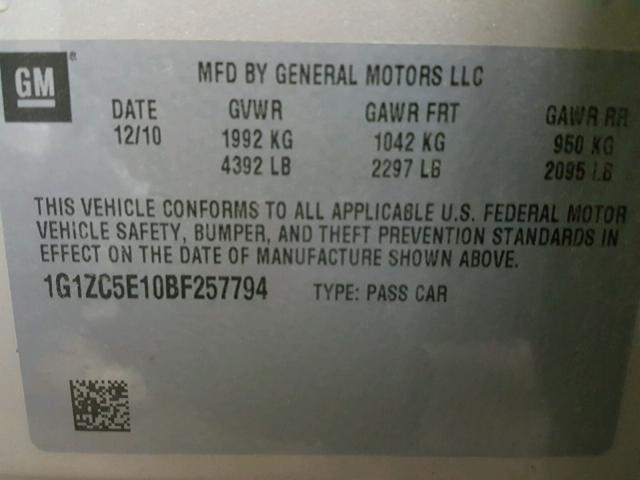 GM ®
MFD BY GENERAL MOTORS LLC
DATE GVWR GAWR FRT GAWR RR
12/10 1992 KG 1042 KG 950 KG
4392 LB 2297 LB 2095 LB
THIS VEHICLE CONFORMS TO ALL APPLICABLE U.S. FEDERAL MOTOR
VEHICLE SAFETY, BUMPER, AND THEFT PREVENTION STANDARDS IN
EFFECT ON THE DATE OF MANUFACTURE SHOWN ABOVE.
1G1ZC5E10BF257794 TYPE: PASS CAR